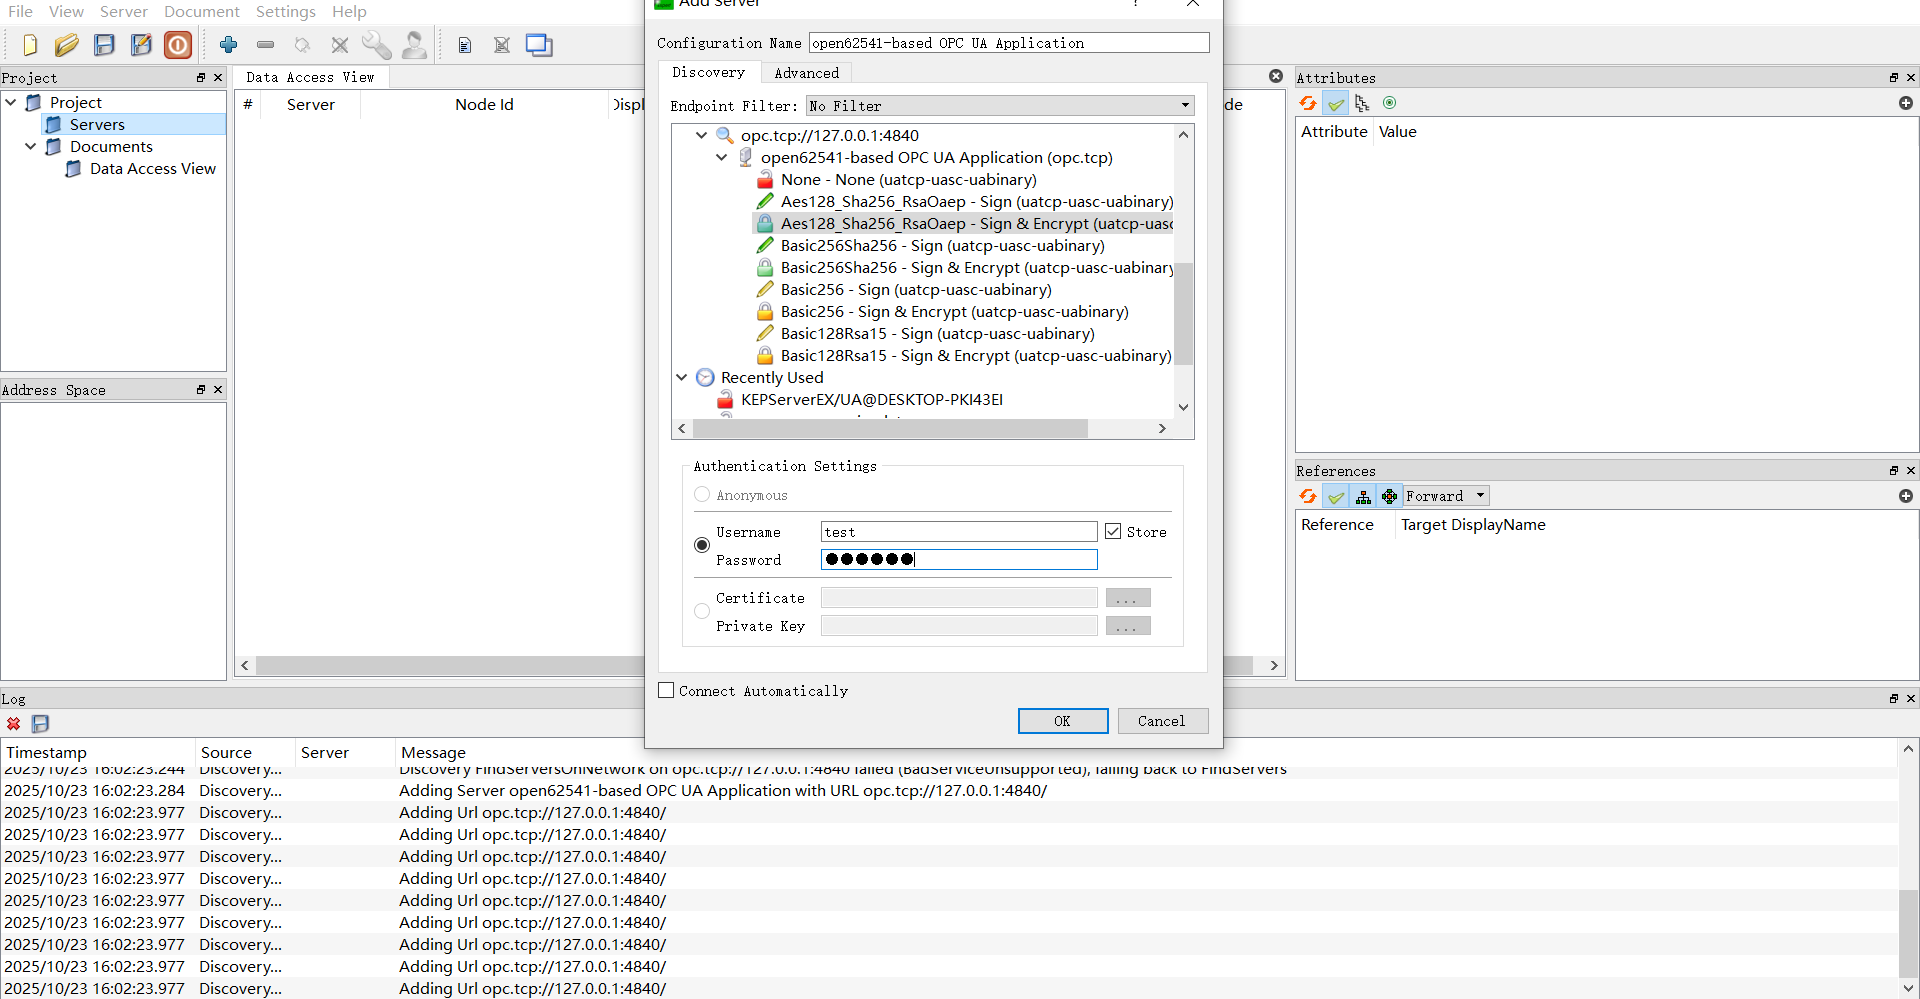 File View Server Document Settings Help
Add Server
Configuration Name open62541-based OPC UA Application
Discovery Advanced
Endpoint Filter: No Filter
opc.tcp://127.0.0.1:4840
open62541-based OPC UA Application (opc.tcp)
None - None (uatcp-uasc-uabinary)
Aes128_Sha256_RsaOaep - Sign (uatcp-uasc-uabinary)
Aes128_Sha256_RsaOaep - Sign & Encrypt (uatcp-uasc
Basic256Sha256 - Sign (uatcp-uasc-uabinary)
Basic256Sha256 - Sign & Encrypt (uatcp-uasc-uabinary
Basic256 - Sign (uatcp-uasc-uabinary)
Basic256 - Sign & Encrypt (uatcp-uasc-uabinary)
Basic128Rsa15 - Sign (uatcp-uasc-uabinary)
Basic128Rsa15 - Sign & Encrypt (uatcp-uasc-uabinary)
Recently Used
KEPServerEX/UA@DESKTOP-PKI43EI
Authentication Settings
Anonymous
Username test Store
Password ●●●●●●
Certificate ...
Private Key ...
Connect Automatically
OK Cancel
Project
Project
Servers
Documents
Data Access View
Address Space
Data Access View
# Server Node Id Displ de
Attributes
Attribute Value
References
Forward
Reference Target DisplayName
Log
Timestamp Source Server Message
2025/10/23 16:02:23.244 Discovery... Discovery FindServersOnNetwork on opc.tcp://127.0.0.1:4840 failed (BadServiceUnsupported), falling back to FindServers
2025/10/23 16:02:23.284 Discovery... Adding Server open62541-based OPC UA Application with URL opc.tcp://127.0.0.1:4840/
2025/10/23 16:02:23.977 Discovery... Adding Url opc.tcp://127.0.0.1:4840/
2025/10/23 16:02:23.977 Discovery... Adding Url opc.tcp://127.0.0.1:4840/
2025/10/23 16:02:23.977 Discovery... Adding Url opc.tcp://127.0.0.1:4840/
2025/10/23 16:02:23.977 Discovery... Adding Url opc.tcp://127.0.0.1:4840/
2025/10/23 16:02:23.977 Discovery... Adding Url opc.tcp://127.0.0.1:4840/
2025/10/23 16:02:23.977 Discovery... Adding Url opc.tcp://127.0.0.1:4840/
2025/10/23 16:02:23.977 Discovery... Adding Url opc.tcp://127.0.0.1:4840/
2025/10/23 16:02:23.977 Discovery... Adding Url opc.tcp://127.0.0.1:4840/
2025/10/23 16:02:23.977 Discovery... Adding Url opc.tcp://127.0.0.1:4840/